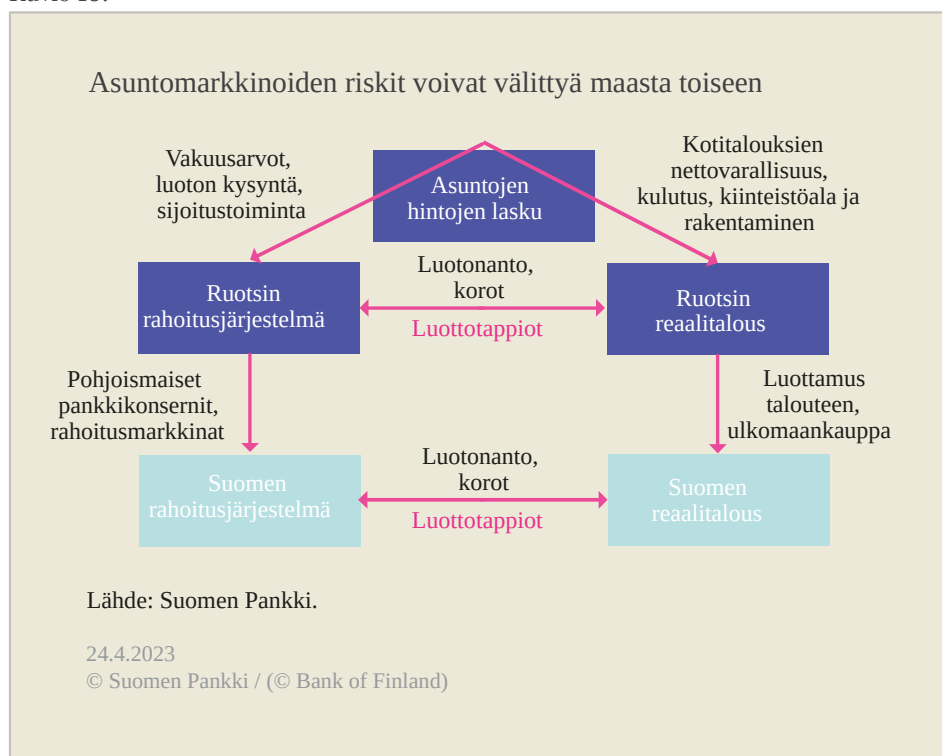 Asuntomarkkinoiden riskit voivat välittyä maasta toiseen
Vakuusarvot,
luoton kysyntä,
sijoitustoiminta
Asuntojen
hintojen lasku
Kotitalouksien
nettovarallisuus,
kulutus, kiinteistöala ja
rakentaminen
Ruotsin
rahoitusjärjestelmä
Luotonanto,
korot
Luottotappiot
Ruotsin
reaalitalous
Pohjoismaiset
pankkikonsernit,
rahoitusmarkkinat
Luottamus
talouteen,
ulkomaankauppa
Suomen
rahoitusjärjestelmä
Luotonanto,
korot
Luottotappiot
Suomen
reaalitalous
Lähde: Suomen Pankki.
24.4.2023
© Suomen Pankki / (© Bank of Finland)